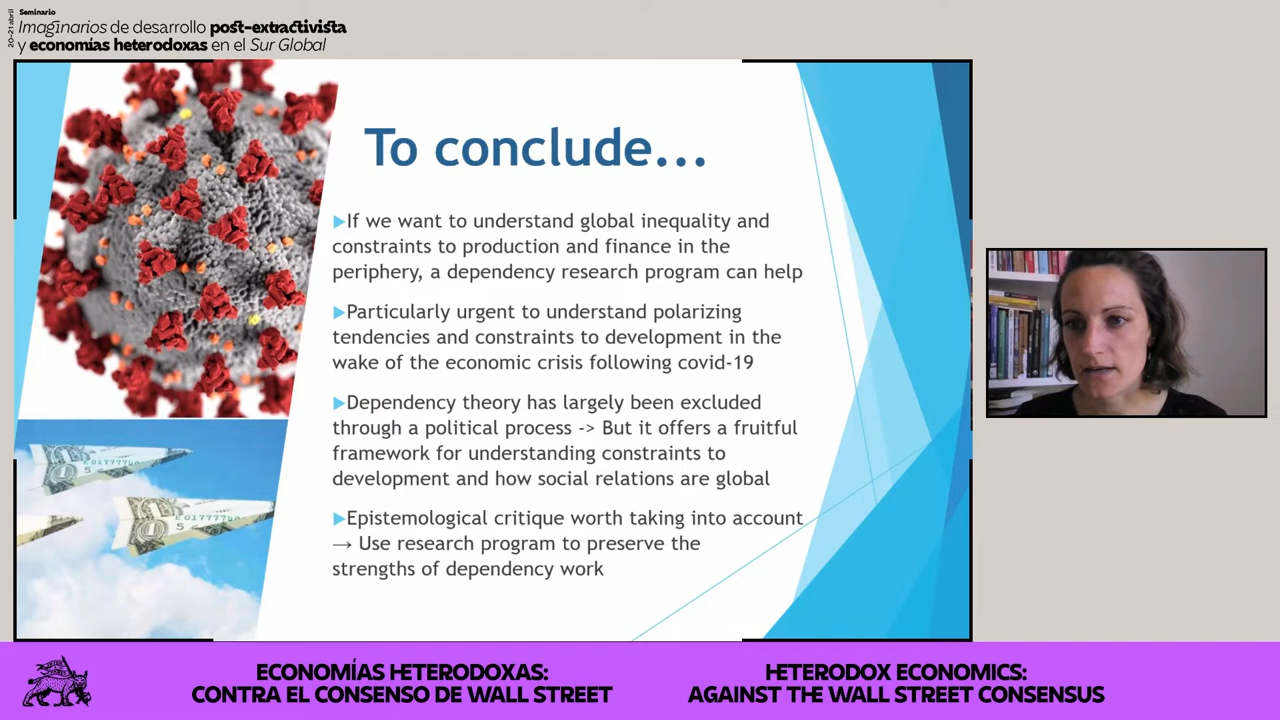 20-21 abril
Seminario
Imaginarios de desarrollo post-extractivista
y economías heterodoxas en el Sur Global
To conclude...
If we want to understand global inequality and
constraints to production and finance in the
periphery, a dependency research program can help
Particularly urgent to understand polarizing
tendencies and constraints to development in the
wake of the economic crisis following covid-19
Dependency theory has largely been excluded
through a political process -> But it offers a fruitful
framework for understanding constraints to
development and how social relations are global
Epistemological critique worth taking into account
→ Use research program to preserve the
strengths of dependency work
ECONOMÍAS HETERODOXAS:
CONTRA EL CONSENSO DE WALL STREET
HETERODOX ECONOMICS:
AGAINST THE WALL STREET CONSENSUS